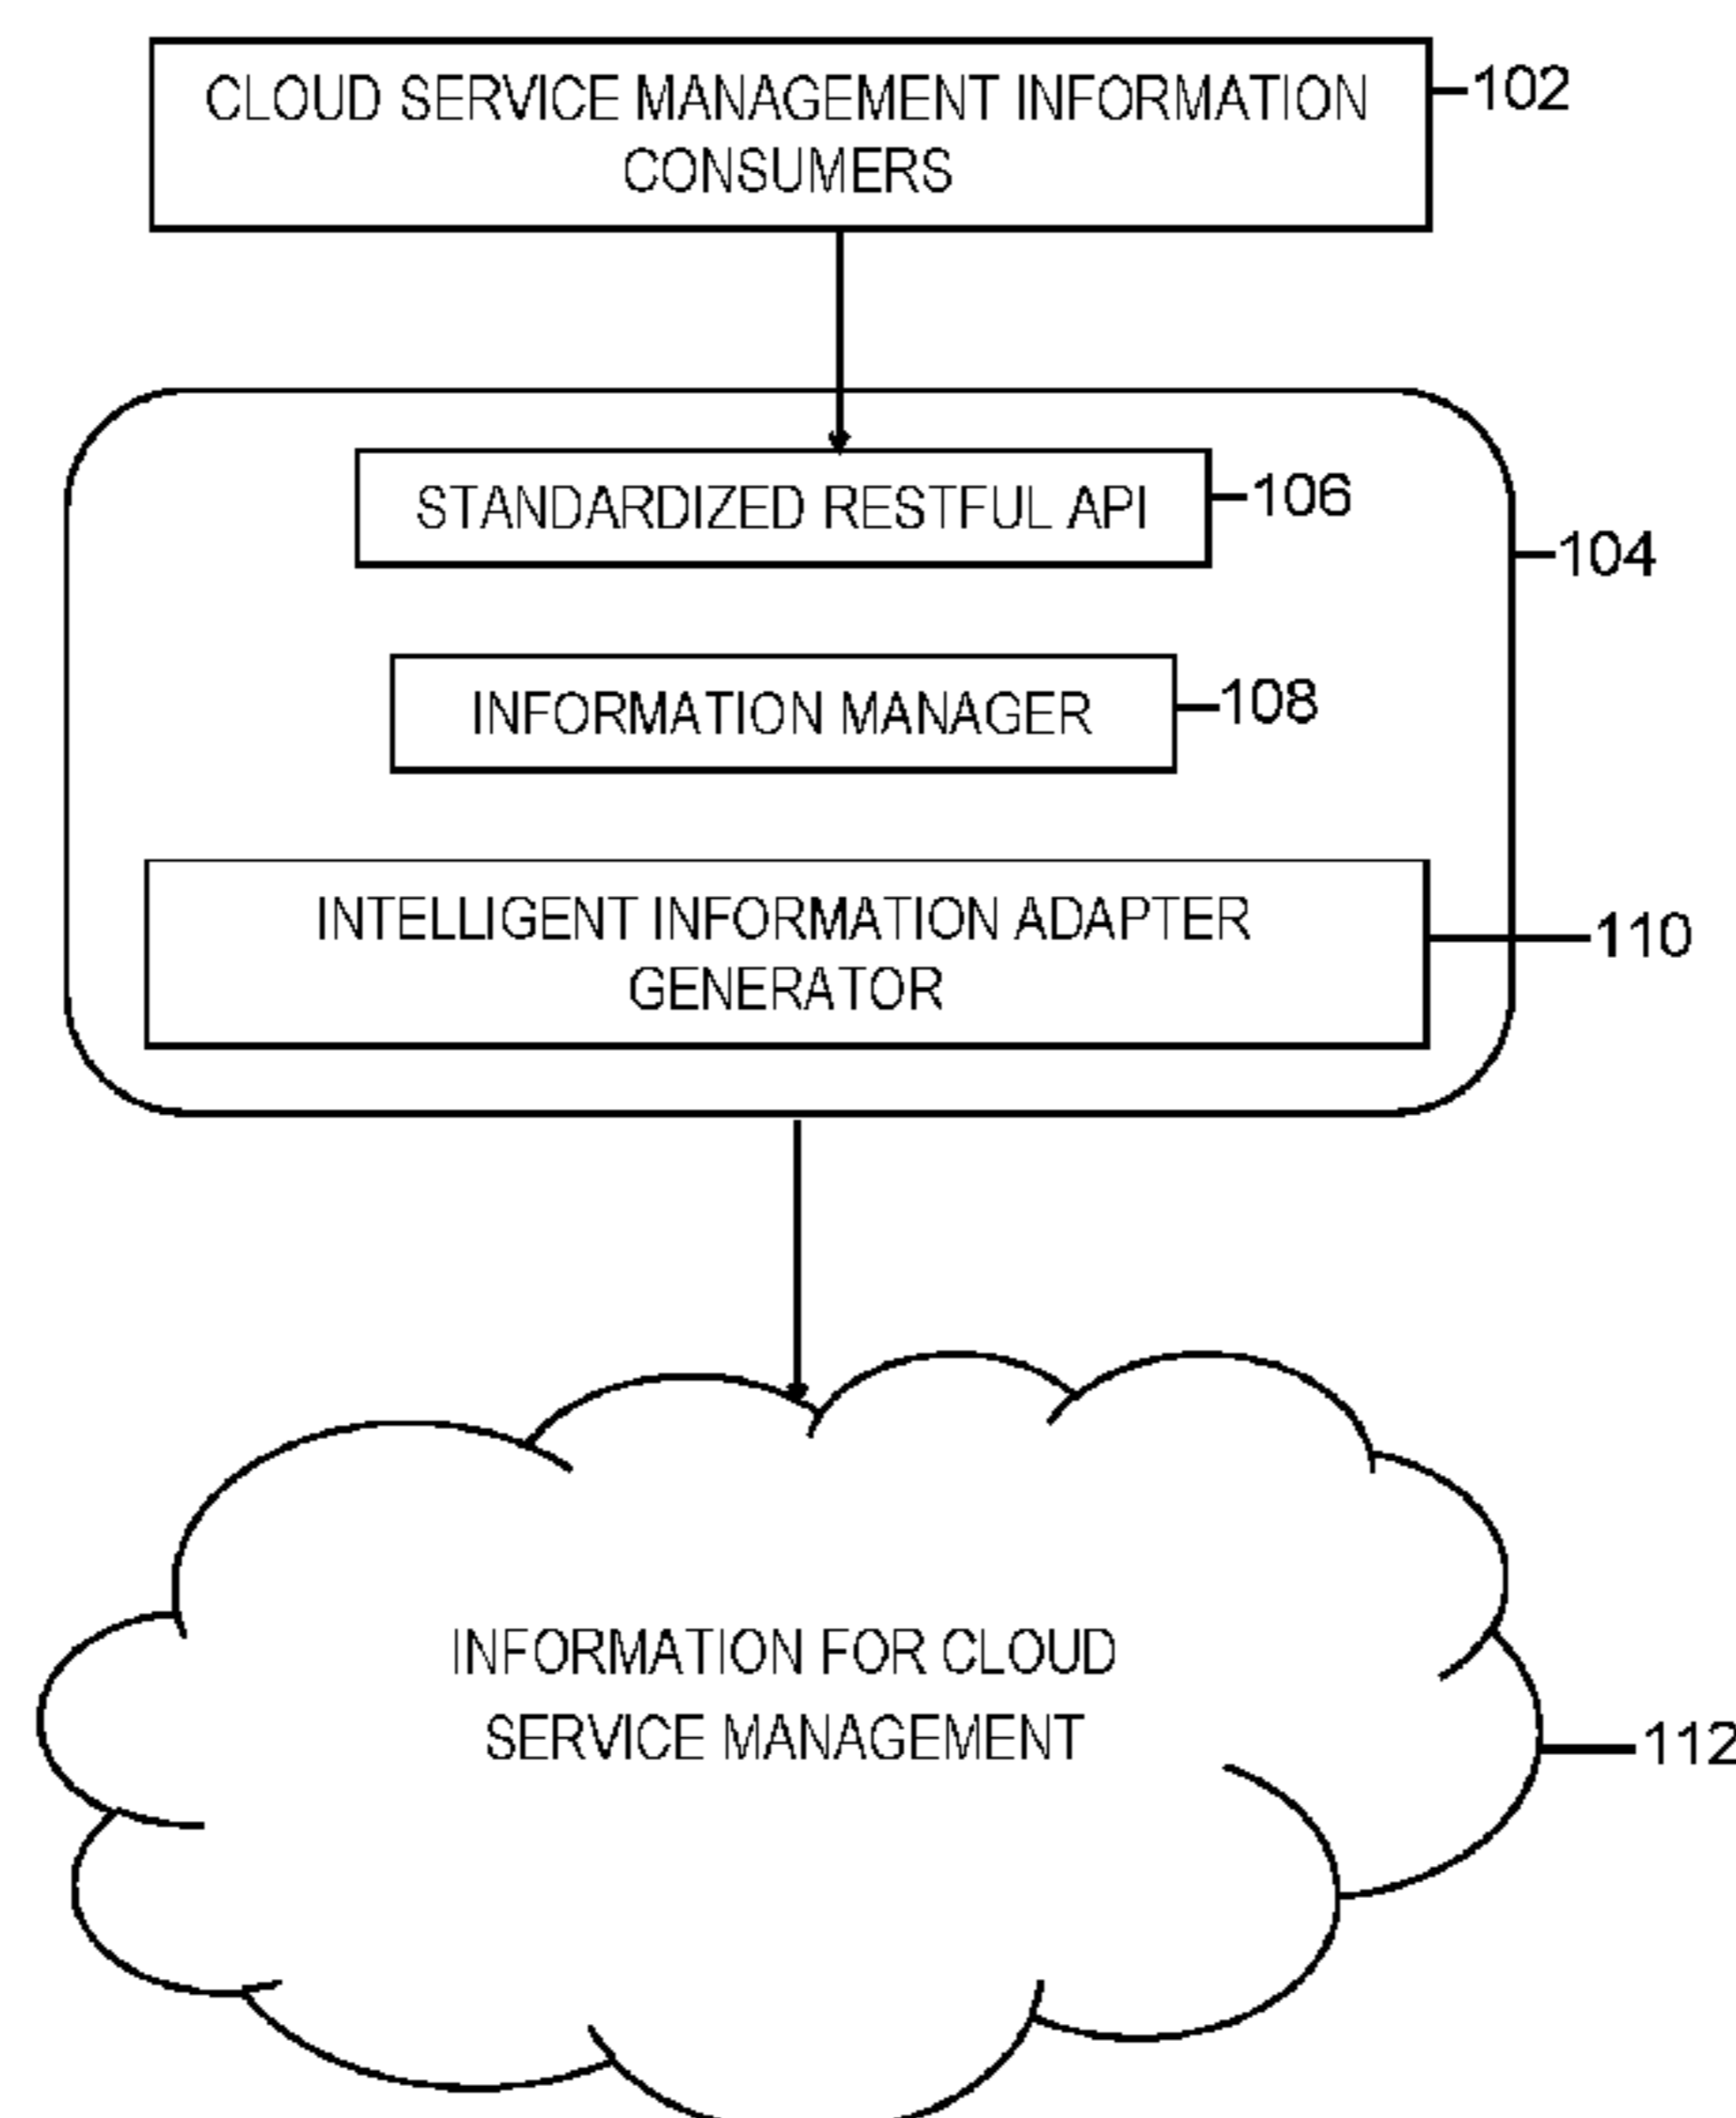 CLOUD SERVICE MANAGEMENT INFORMATION
CONSUMERS
102
STANDARDIZED RESTFUL API
106
104
INFORMATION MANAGER
108
INTELLIGENT INFORMATION ADAPTER
GENERATOR
110
INFORMATION FOR CLOUD
SERVICE MANAGEMENT
112